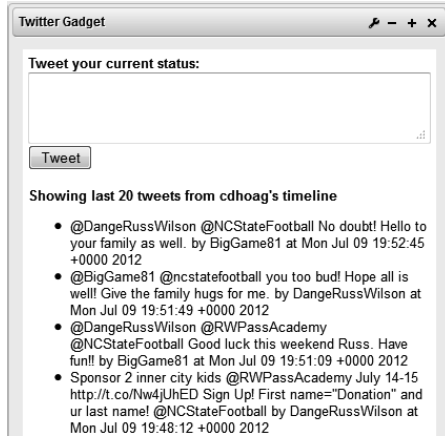 Twitter Gadget
Tweet your current status:
Tweet
Showing last 20 tweets from cdhoag's timeline
@DangeRussWilson @NCStateFootball No doubt! Hello to
your family as well. by BigGame81 at Mon Jul 09 19:52:45
+0000 2012
@BigGame81 @ncstatefootball you too bud! Hope all is
well! Give the family hugs for me. by DangeRussWilson at
Mon Jul 09 19:51:49 +0000 2012
@DangeRussWilson @RWPassAcademy
@NCStateFootball Good luck this weekend Russ. Have
fun!! by BigGame81 at Mon Jul 09 19:51:09 +0000 2012
Sponsor 2 inner city kids @RWPassAcademy July 14-15
http://t.co/Nw4jUhED Sign Up! First name="Donation" and
ur last name! @NCStateFootball by DangeRussWilson at
Mon Jul 09 19:48:12 +0000 2012